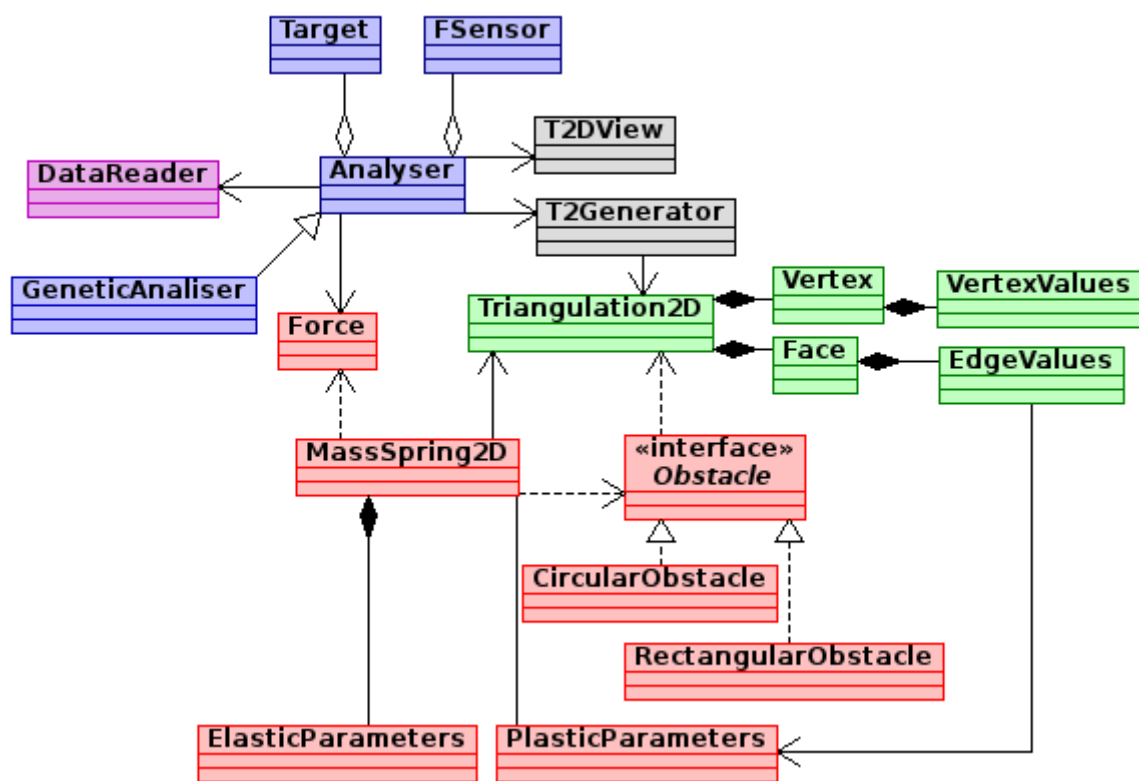 Target
FSensor
T2DView
DataReader
Analyser
T2Generator
GeneticAnaliser
Vertex
VertexValues
Triangulation2D
Force
Face
EdgeValues
MassSpring2D
«interface»
Obstacle
CircularObstacle
RectangularObstacle
ElasticParameters
PlasticParameters